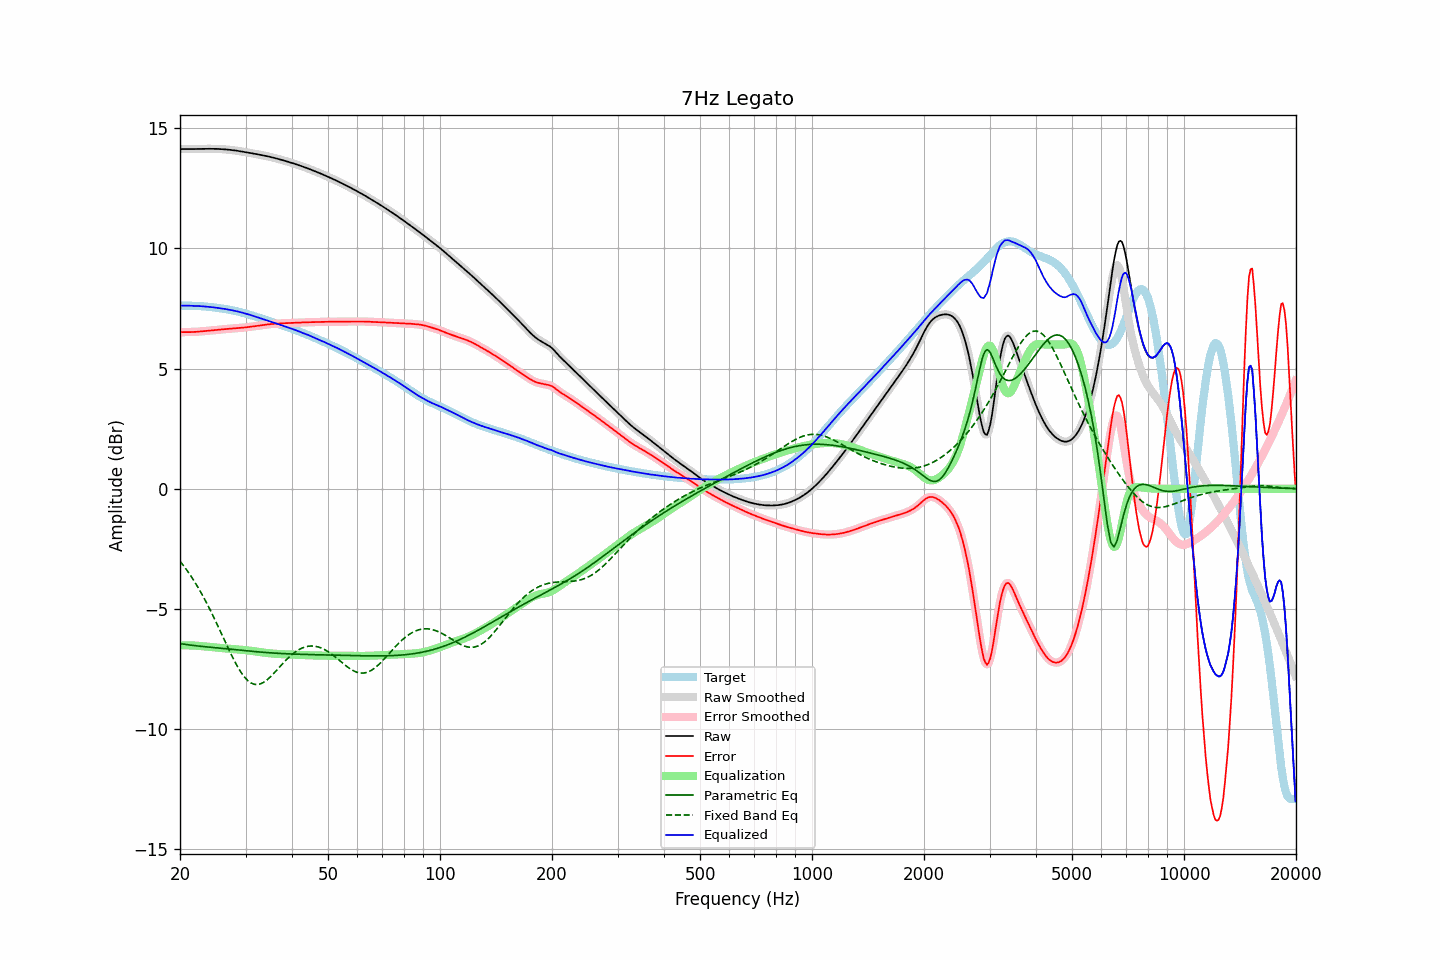 7Hz Legato
15
10
5
0
−5
−10
−15
Amplitude (dBr)
20
50
100
200
500
1000
2000
5000
10000
20000
Frequency (Hz)
Target
Raw Smoothed
Error Smoothed
Raw
Error
Equalization
Parametric Eq
Fixed Band Eq
Equalized